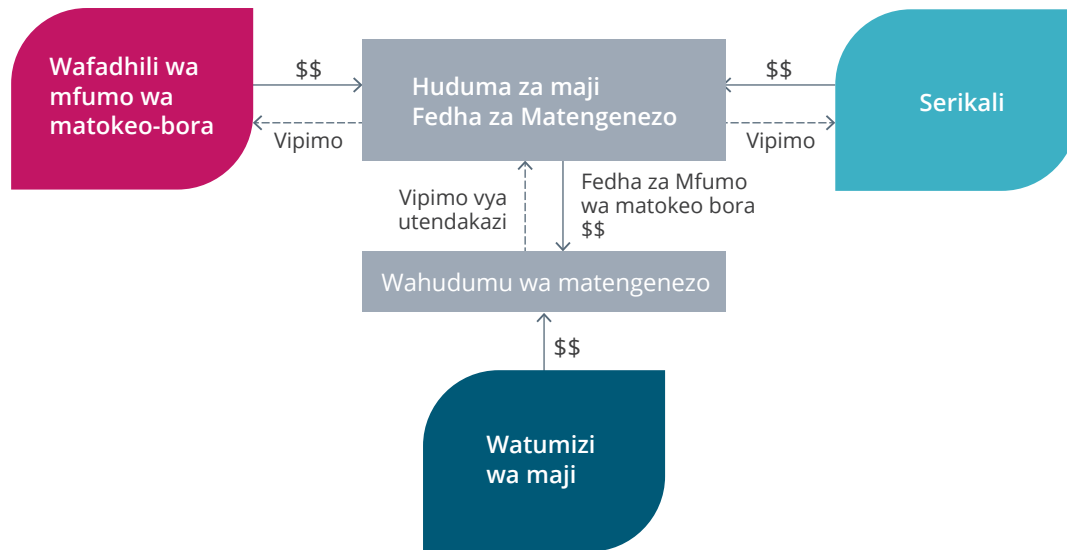 Wafadhili wa
mfumo wa
matokeo-bora
$$
Vipimo
Huduma za maji
Fedha za Matengenezo
$$
Vipimo
Serikali
Vipimo vya
utendakazi
Fedha za Mfumo
wa matokeo bora
$$
Wahudumu wa matengenezo
$$
Watumizi
wa maji